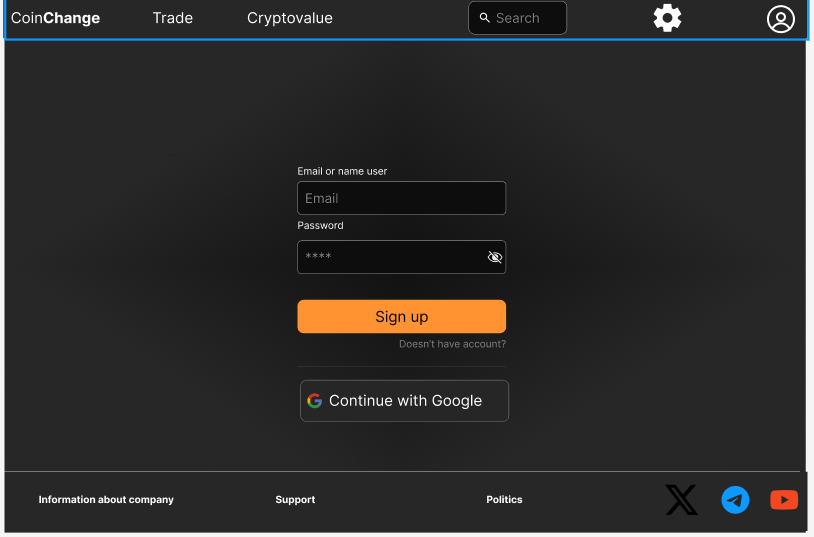 CoinChange Trade Cryptovalue Search
Email or name user
Email
Password
****
Sign up
Doesn't have account?
Continue with Google
Information about company Support Politics